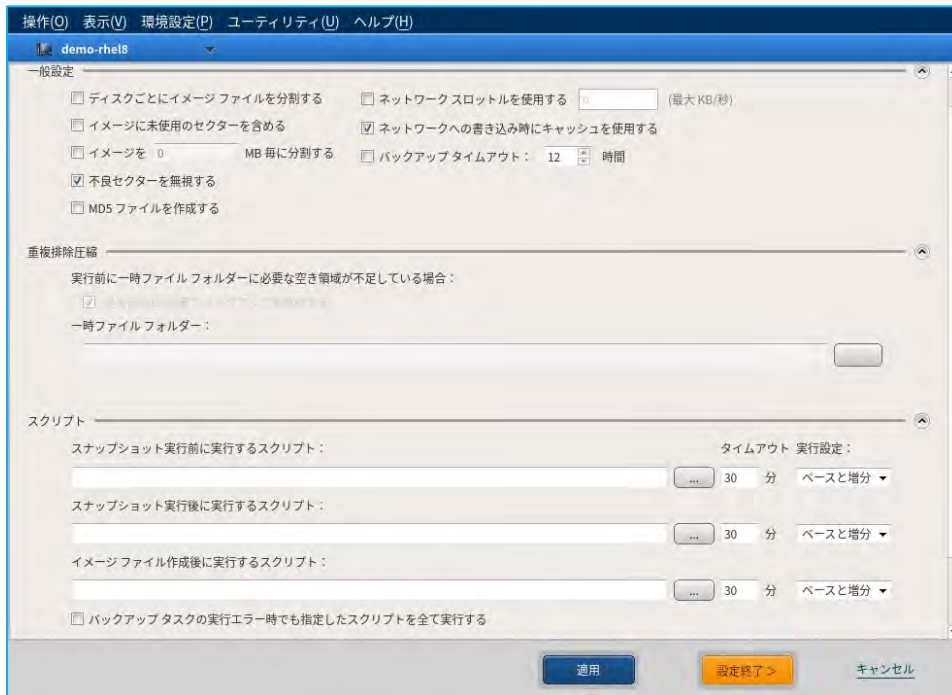 操作(O) 表示(V) 環境設定(P) ユーティリティ(U) ヘルプ(H)
demo-rhel8
一般設定
ディスクごとにイメージ ファイルを分割する
ネットワーク スロットルを使用する 0 (最大 KB/秒)
イメージに未使用のセクターを含める
ネットワークへの書き込み時にキャッシュを使用する
イメージを 0 MB 毎に分割する
バックアップ タイムアウト： 12 時間
不良セクターを無視する
MD5 ファイルを作成する
重複排除圧縮
実行前に一時ファイル フォルダーに必要な空き領域が不足している場合：
一時ファイル フォルダー：
スクリプト
スナップショット実行前に実行するスクリプト： タイムアウト 実行設定：
... 30 分 ベースと増分
スナップショット実行後に実行するスクリプト：
... 30 分 ベースと増分
イメージ ファイル作成後に実行するスクリプト：
... 30 分 ベースと増分
バックアップ タスクの実行エラー時でも指定したスクリプトを全て実行する
適用 設定終了 > キャンセル